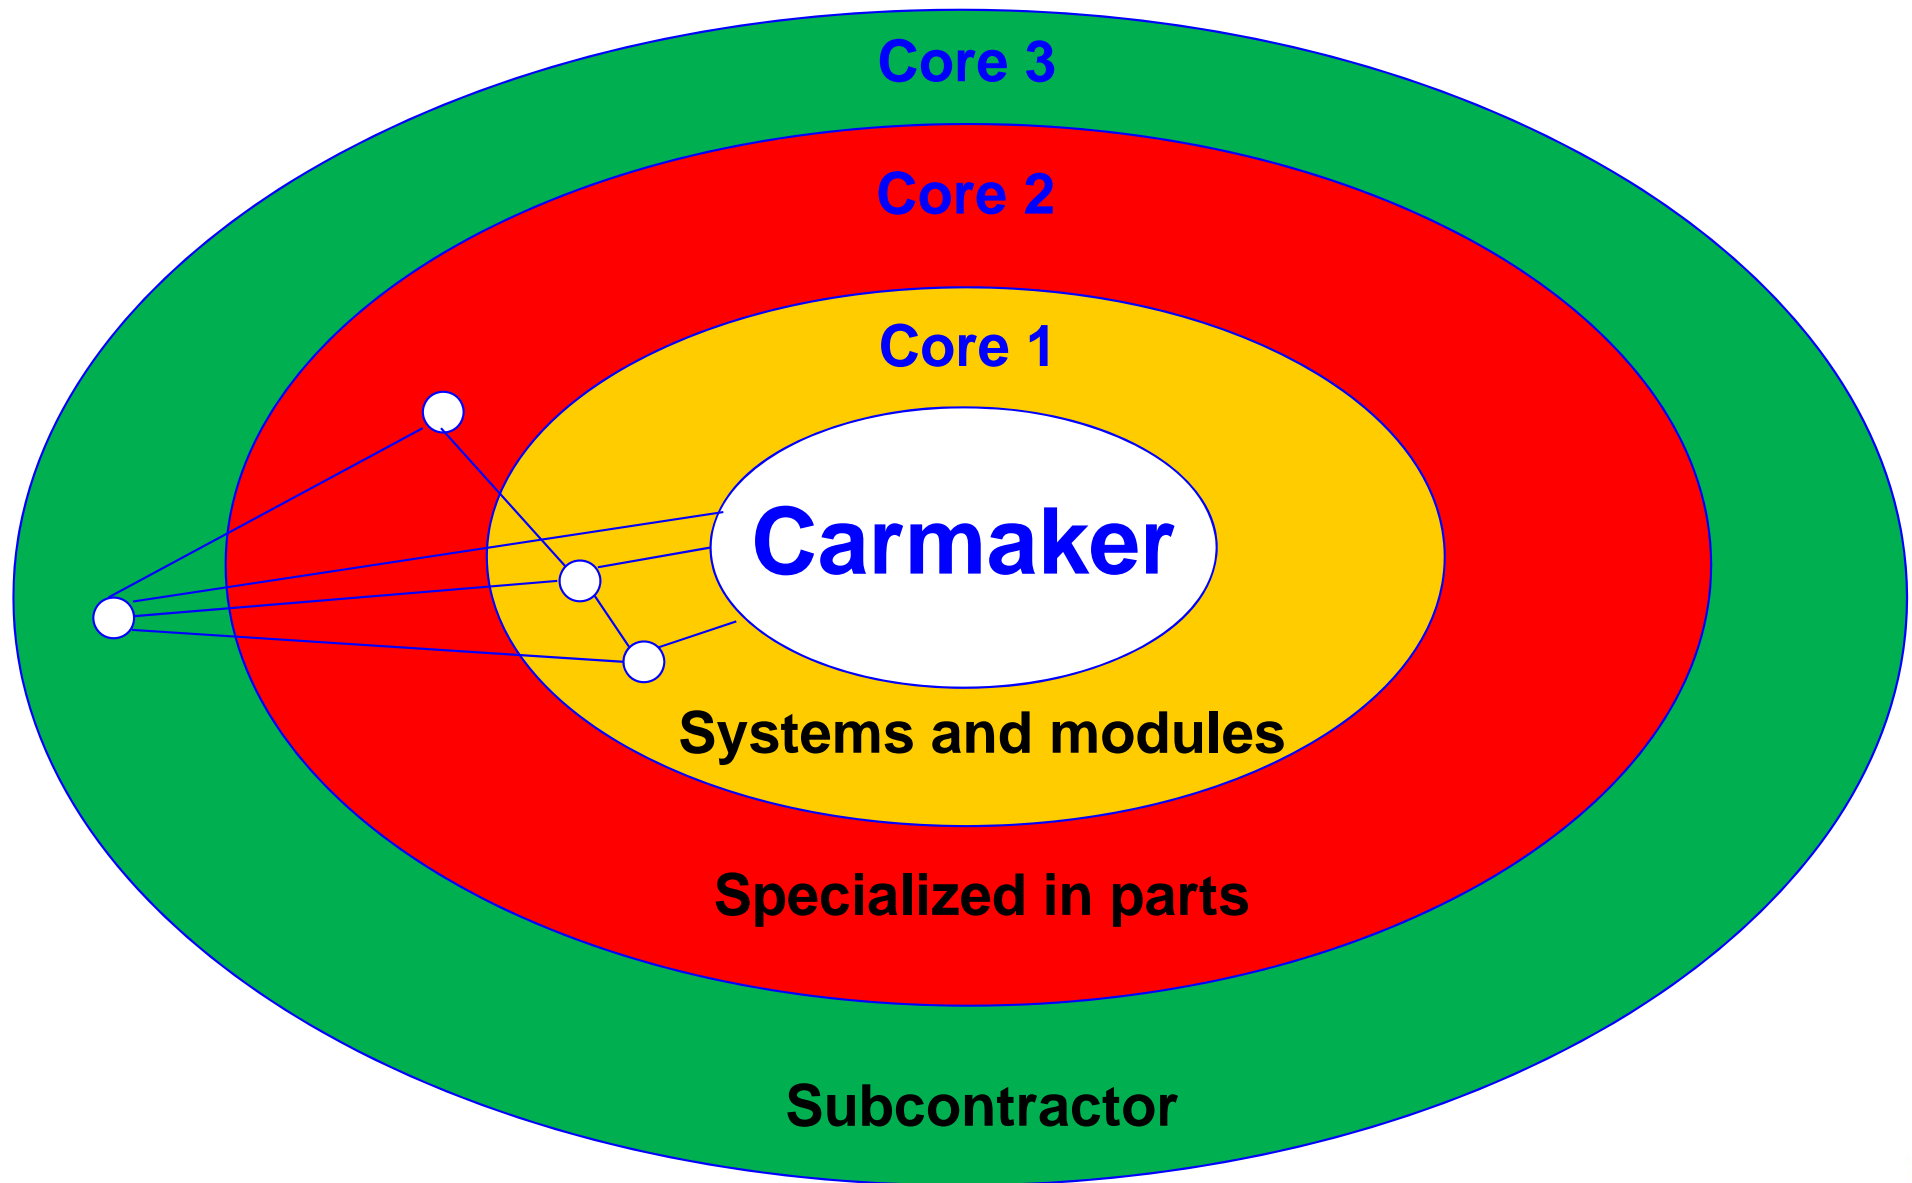 Core 3
Core 2
Core 1
Carmaker
Systems and modules
Specialized in parts
Subcontractor